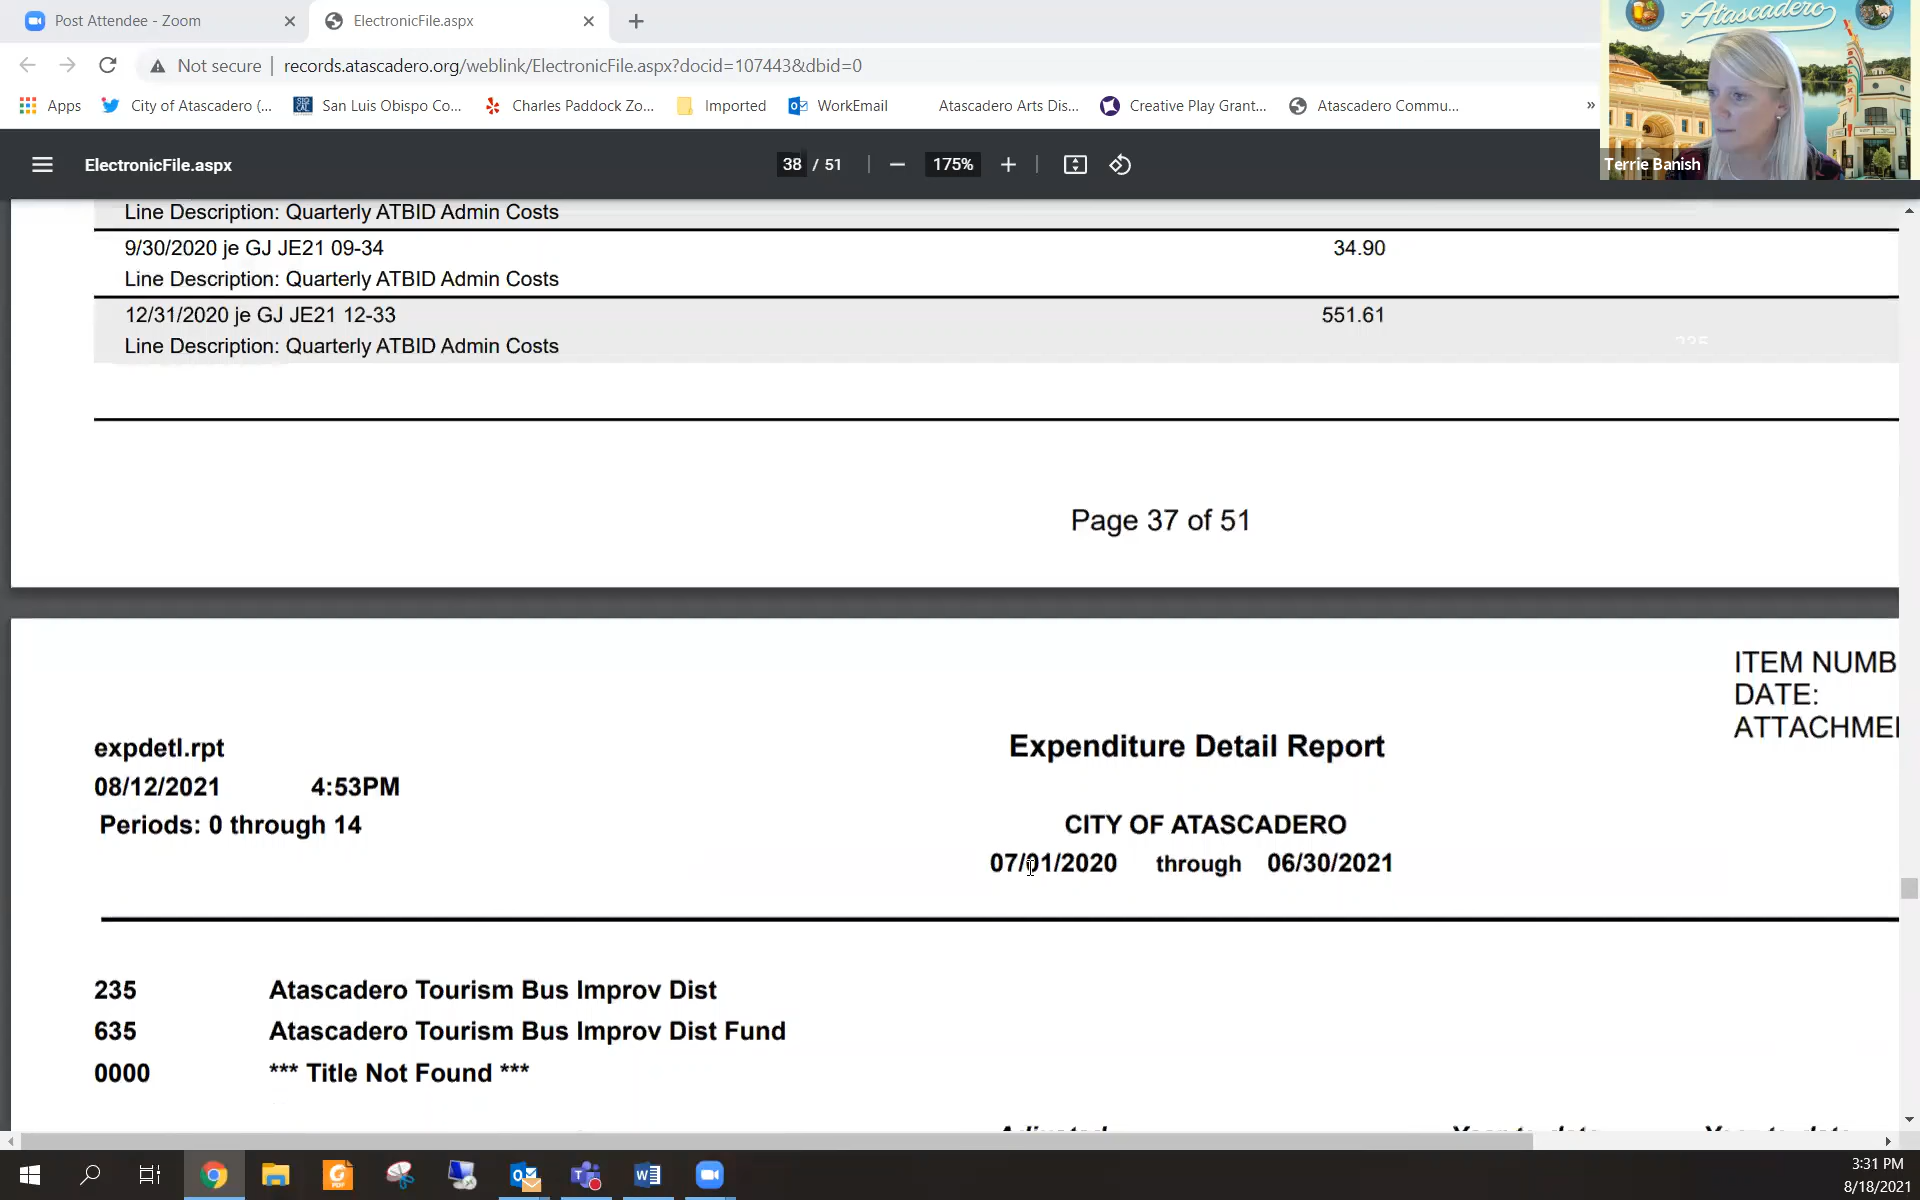 Post Attendee - Zoom
ElectronicFile.aspx
Not secure
records.atascadero.org/weblink/ElectronicFile.aspx?docid=107443&dbid=0
Apps
City of Atascadero (...
San Luis Obispo Co...
Charles Paddock Zo...
Imported
WorkEmail
Atascadero Arts Dis...
Creative Play Grant...
Atascadero Commu...
»
Atascadero
Terrie Banish
ElectronicFile.aspx
38 / 51
175%
Line Description: Quarterly ATBID Admin Costs
9/30/2020 je GJ JE21 09-34 34.90
Line Description: Quarterly ATBID Admin Costs
12/31/2020 je GJ JE21 12-33 551.61
Line Description: Quarterly ATBID Admin Costs
Page 37 of 51
ITEM NUMB
DATE:
ATTACHME
expdetl.rpt
Expenditure Detail Report
08/12/2021 4:53PM
Periods: 0 through 14
CITY OF ATASCADERO
07/01/2020 through 06/30/2021
235 Atascadero Tourism Bus Improv Dist
635 Atascadero Tourism Bus Improv Dist Fund
0000 *** Title Not Found ***
3:31 PM
8/18/2021